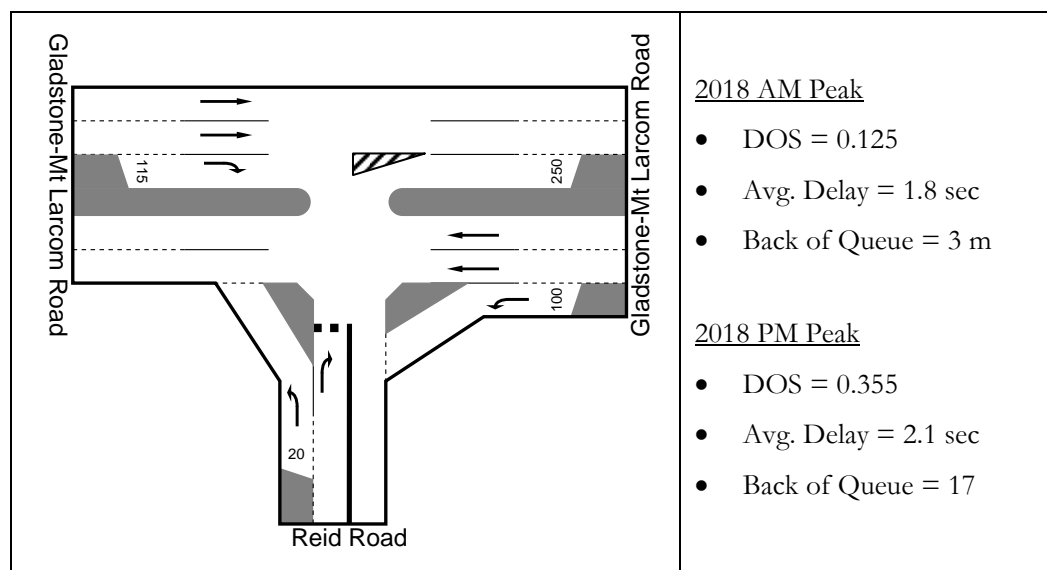 Gladstone-Mt Larcom Road
Gladstone-Mt Larcom Road
115
250
100
20
Reid Road
2018 AM Peak
• DOS = 0.125
• Avg. Delay = 1.8 sec
• Back of Queue = 3 m
2018 PM Peak
• DOS = 0.355
• Avg. Delay = 2.1 sec
• Back of Queue = 17